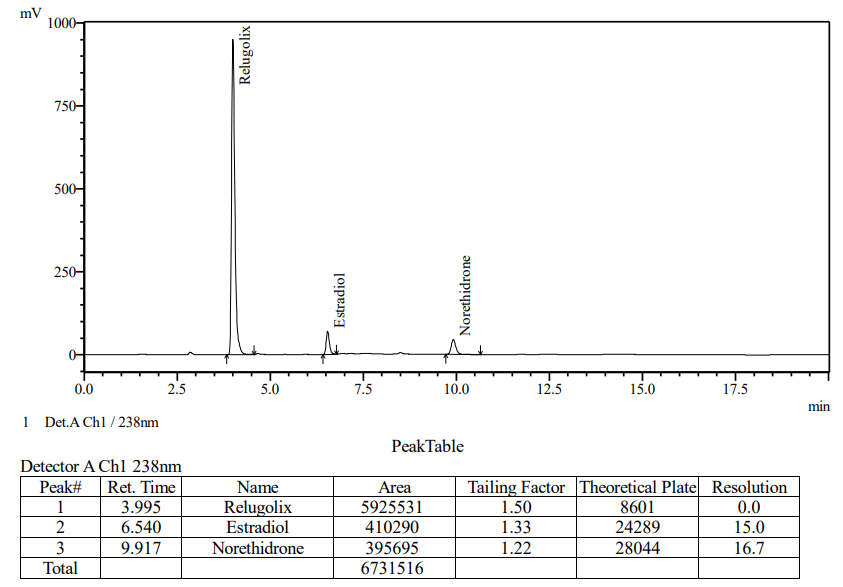 mV
1000
Relugolix
750
500
250
Estradiol
Norethidrone
0
0.0 2.5 5.0 7.5 10.0 12.5 15.0 17.5
min
1 Det.A Ch1 / 238nm
PeakTable
Detector A Ch1 238nm
Peak# Ret. Time Name Area Tailing Factor Theoretical Plate Resolution
1 3.995 Relugolix 5925531 1.50 8601 0.0
2 6.540 Estradiol 410290 1.33 24289 15.0
3 9.917 Norethidrone 395695 1.22 28044 16.7
Total 6731516